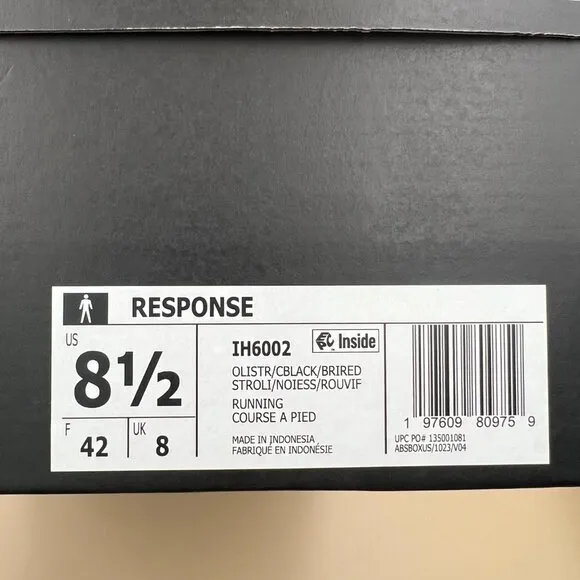 RESPONSE
US
8½
F
42
UK
8
IH6002
Inside
OLISTR/CBLACK/BRIRED
STROLI/NOIESS/ROUVIF
RUNNING
COURSE A PIED
MADE IN INDONESIA
FABRIQUÉ EN INDONÉSIE
1 97609 80975 9
UPC PO# 135001081
ABSBOXUS/1023/V04